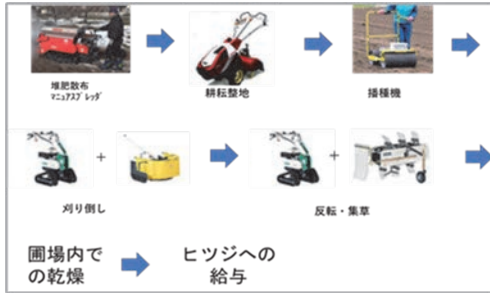 堆肥散布
ﾏﾆｭｱｽﾌﾟﾚｯﾀﾞ
耕耘整地
播種機
+
+
刈り倒し
反転・集草
圃場内で
の乾燥
ヒツジへの
給与